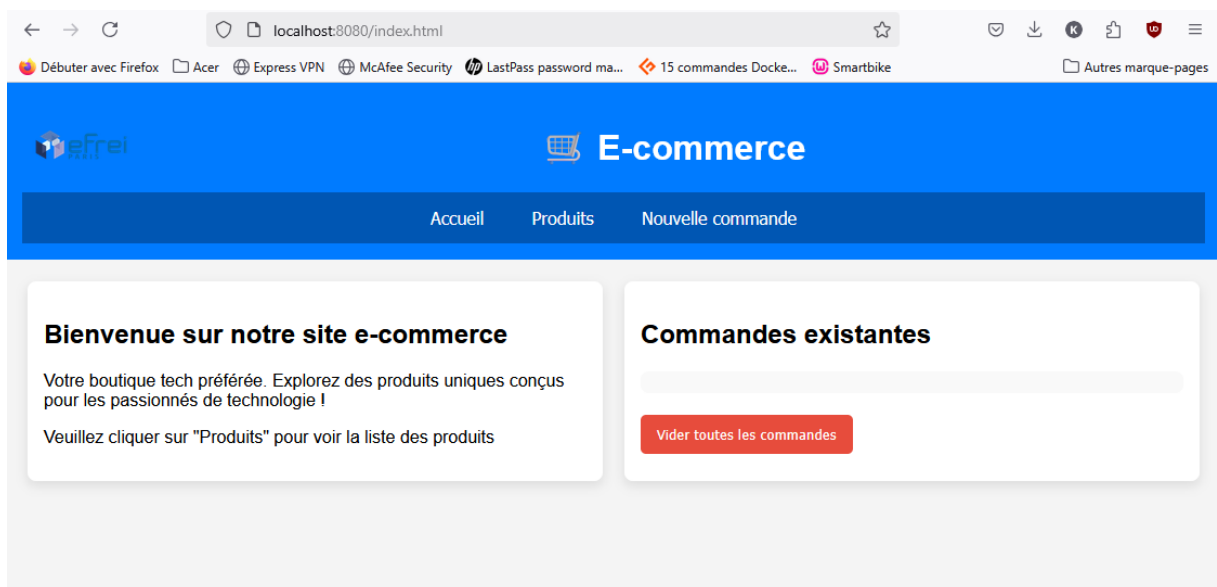 localhost:8080/index.html
K
Débuter avec Firefox Acer Express VPN McAfee Security LastPass password ma... 15 commandes Docke... Smartbike Autres marque-pages
efrei
E-commerce
Accueil Produits Nouvelle commande
Bienvenue sur notre site e-commerce
Votre boutique tech préférée. Explorez des produits uniques conçus
pour les passionnés de technologie !
Veuillez cliquer sur "Produits" pour voir la liste des produits
Commandes existantes
Vider toutes les commandes